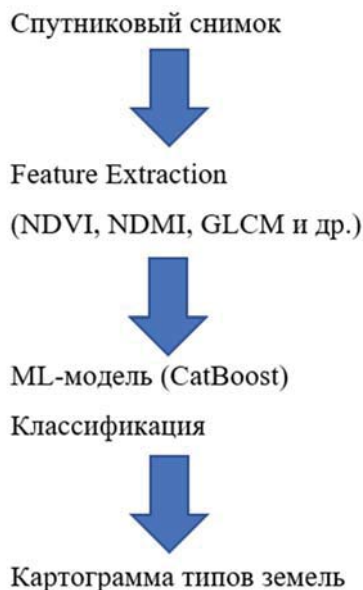 Спутниковый снимок
Feature Extraction
(NDVI, NDMI, GLCM и др.)
ML-модель (CatBoost)
Классификация
Картограмма типов земель